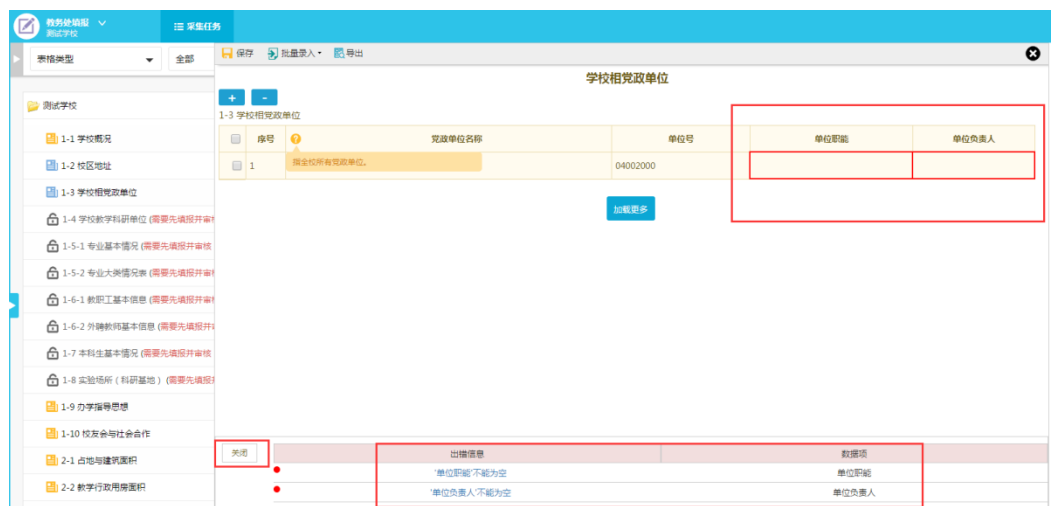 教务处填报
测试学校
采集任务
表格类型
全部
保存 批量录入 导出
学校相党政单位
+ -
1-3 学校相党政单位
序号 ? 党政单位名称 单位号 单位职能 单位负责人
1 指全校所有党政单位。 04002000
加载更多
测试学校
1-1 学校概况
1-2 校区地址
1-3 学校相党政单位
1-4 学校教学科研单位 (需要先填报并审核
1-5-1 专业基本情况 (需要先填报并审核
1-5-2 专业大类情况表 (需要先填报并审
1-6-1 教职工基本信息 (需要先填报并审
1-6-2 外聘教师基本信息 (需要先填报并
1-7 本科生基本情况 (需要先填报并审核
1-8 实验场所（科研基地） (需要先填报
1-9 办学指导思想
1-10 校友会与社会合作
2-1 占地与建筑面积
2-2 教学行政用房面积
关闭 出错信息 数据项
'单位职能'不能为空 单位职能
'单位负责人'不能为空 单位负责人